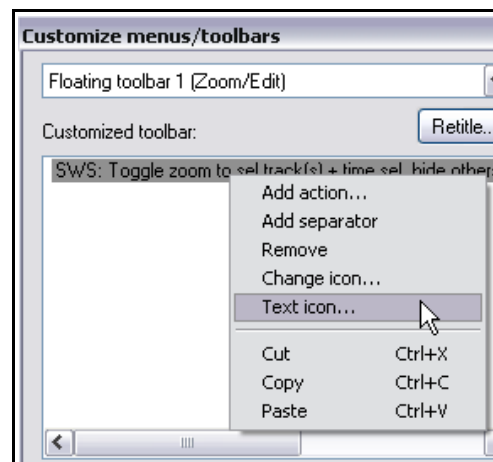 Customize menus/toolbars
Floating toolbar 1 (Zoom/Edit)
Customized toolbar:
Retitle..
SWS: Toggle zoom to sel track(s) + time sel, hide others
Add action...
Add separator
Remove
Change icon...
Text icon...
Cut Ctrl+X
Copy Ctrl+C
Paste Ctrl+V